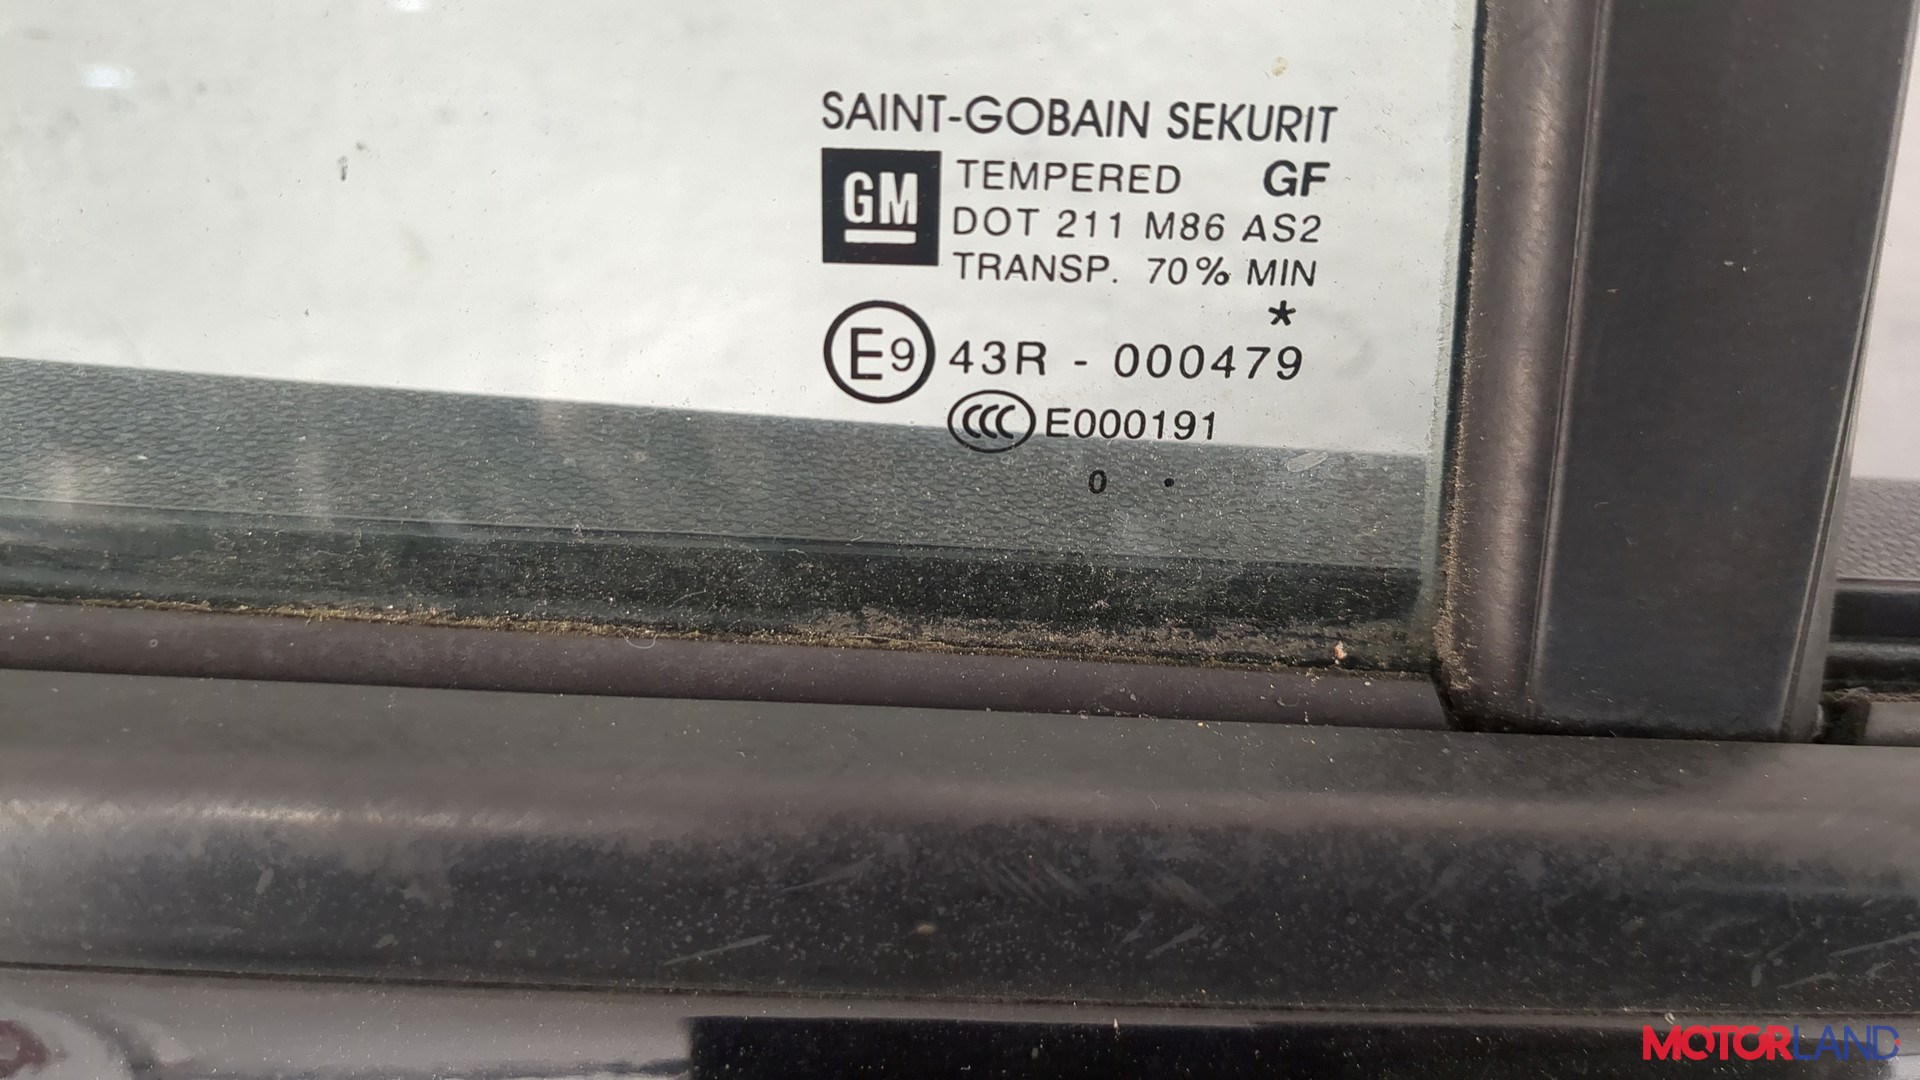 SAINT-GOBAIN SEKURIT
GM TEMPERED GF
DOT 211 M86 AS2
TRANSP. 70% MIN
*
E9 43R - 000479
CCC E000191
0 .
MOTORLAND